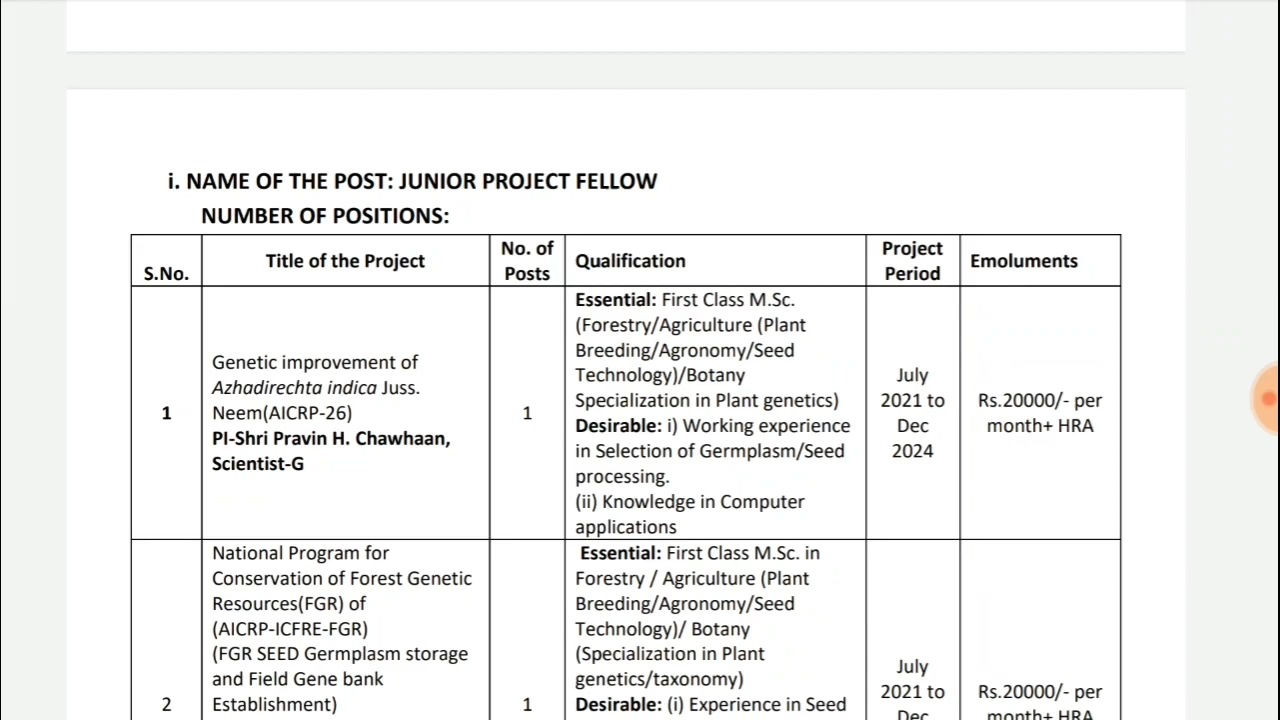 i. NAME OF THE POST: JUNIOR PROJECT FELLOW
NUMBER OF POSITIONS:
S.No.
Title of the Project
No. of
Posts
Qualification
Project
Period
Emoluments
1
Genetic improvement of
Azhadirechta indica Juss.
Neem(AICRP-26)
PI-Shri Pravin H. Chawhaan,
Scientist-G
1
Essential: First Class M.Sc.
(Forestry/Agriculture (Plant
Breeding/Agronomy/Seed
Technology)/Botany
Specialization in Plant genetics)
Desirable: i) Working experience
in Selection of Germplasm/Seed
processing.
(ii) Knowledge in Computer
applications
July
2021 to
Dec
2024
Rs.20000/- per
month+ HRA
2
National Program for
Conservation of Forest Genetic
Resources(FGR) of
(AICRP-ICFRE-FGR)
(FGR SEED Germplasm storage
and Field Gene bank
Establishment)
1
Essential: First Class M.Sc. in
Forestry / Agriculture (Plant
Breeding/Agronomy/Seed
Technology)/ Botany
(Specialization in Plant
genetics/taxonomy)
Desirable: (i) Experience in Seed
July
2021 to
Dec
Rs.20000/- per
month+ HRA